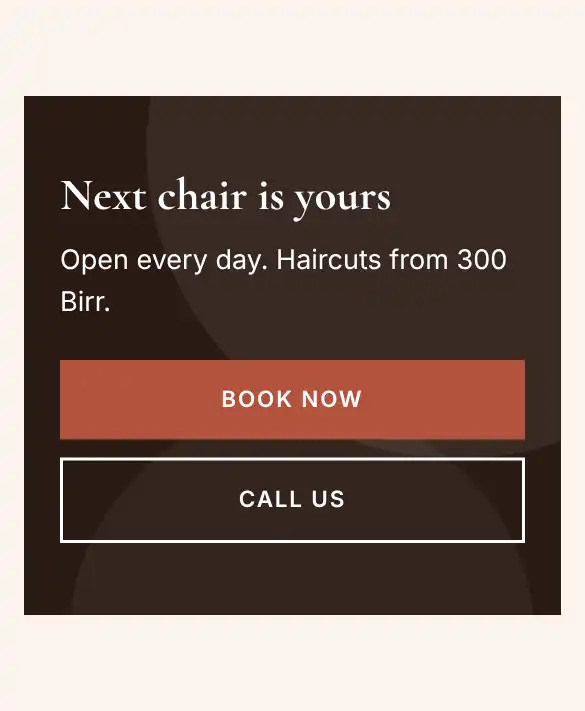 Next chair is yours
Open every day. Haircuts from 300
Birr.
BOOK NOW
CALL US